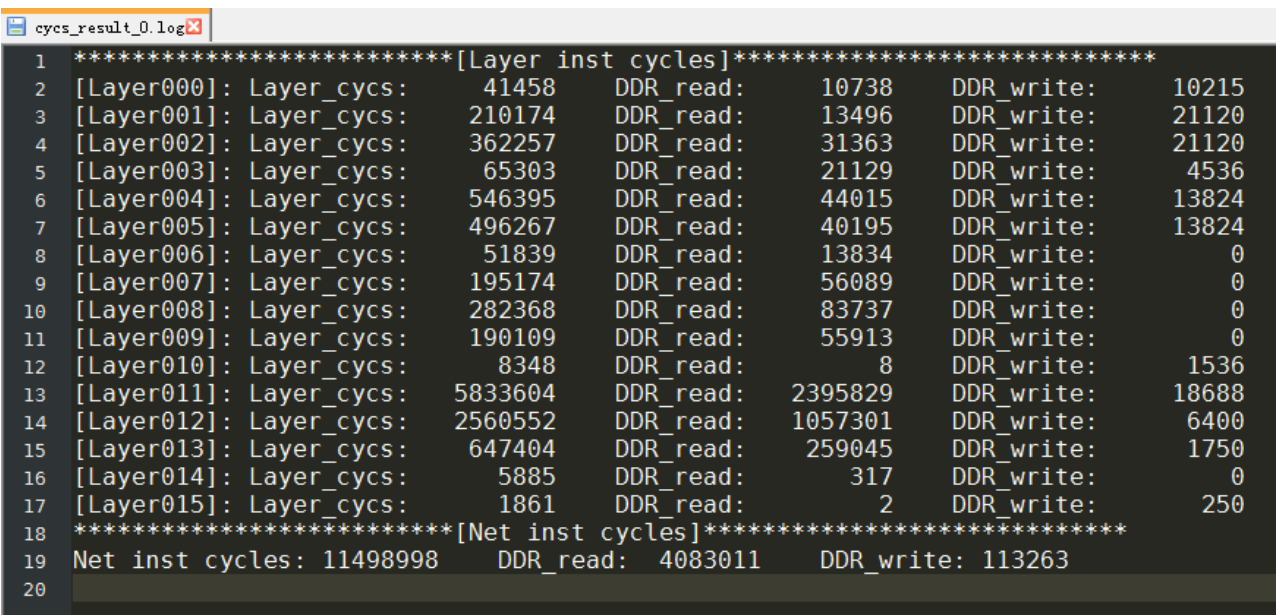 cycs_result_0.log
1 **************************[Layer inst cycles]*****************************
2 [Layer000]: Layer_cycs: 41458 DDR_read: 10738 DDR_write: 10215
3 [Layer001]: Layer_cycs: 210174 DDR_read: 13496 DDR_write: 21120
4 [Layer002]: Layer_cycs: 362257 DDR_read: 31363 DDR_write: 21120
5 [Layer003]: Layer_cycs: 65303 DDR_read: 21129 DDR_write: 4536
6 [Layer004]: Layer_cycs: 546395 DDR_read: 44015 DDR_write: 13824
7 [Layer005]: Layer_cycs: 496267 DDR_read: 40195 DDR_write: 13824
8 [Layer006]: Layer_cycs: 51839 DDR_read: 13834 DDR_write: 0
9 [Layer007]: Layer_cycs: 195174 DDR_read: 56089 DDR_write: 0
10 [Layer008]: Layer_cycs: 282368 DDR_read: 83737 DDR_write: 0
11 [Layer009]: Layer_cycs: 190109 DDR_read: 55913 DDR_write: 0
12 [Layer010]: Layer_cycs: 8348 DDR_read: 8 DDR_write: 1536
13 [Layer011]: Layer_cycs: 5833604 DDR_read: 2395829 DDR_write: 18688
14 [Layer012]: Layer_cycs: 2560552 DDR_read: 1057301 DDR_write: 6400
15 [Layer013]: Layer_cycs: 647404 DDR_read: 259045 DDR_write: 1750
16 [Layer014]: Layer_cycs: 5885 DDR_read: 317 DDR_write: 0
17 [Layer015]: Layer_cycs: 1861 DDR_read: 2 DDR_write: 250
18 **************************[Net inst cycles]*****************************
19 Net inst cycles: 11498998 DDR_read: 4083011 DDR_write: 113263
20